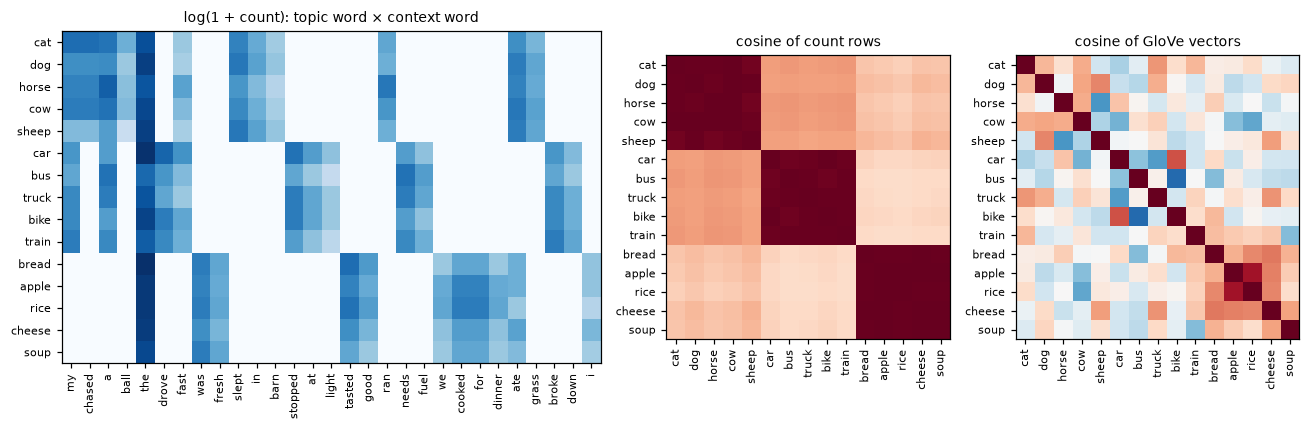 log(1 + count): topic word × context word
cat
dog
horse
cow
sheep
car
bus
truck
bike
train
bread
apple
rice
cheese
soup
my
chased
a
ball
the
drove
fast
was
fresh
slept
in
barn
stopped
at
light
tasted
good
ran
needs
fuel
we
cooked
for
dinner
ate
grass
broke
down
i
cosine of count rows
cat
dog
horse
cow
sheep
car
bus
truck
bike
train
bread
apple
rice
cheese
soup
cat
dog
horse
cow
sheep
car
bus
truck
bike
train
bread
apple
rice
cheese
soup
cosine of GloVe vectors
cat
dog
horse
cow
sheep
car
bus
truck
bike
train
bread
apple
rice
cheese
soup
cat
dog
horse
cow
sheep
car
bus
truck
bike
train
bread
apple
rice
cheese
soup